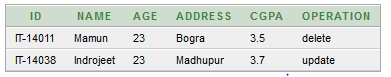 ID NAME AGE ADDRESS CGPA OPERATION
IT-14011 Mamun 23 Bogra 3.5 delete
IT-14038 Indrojeet 23 Madhupur 3.7 update